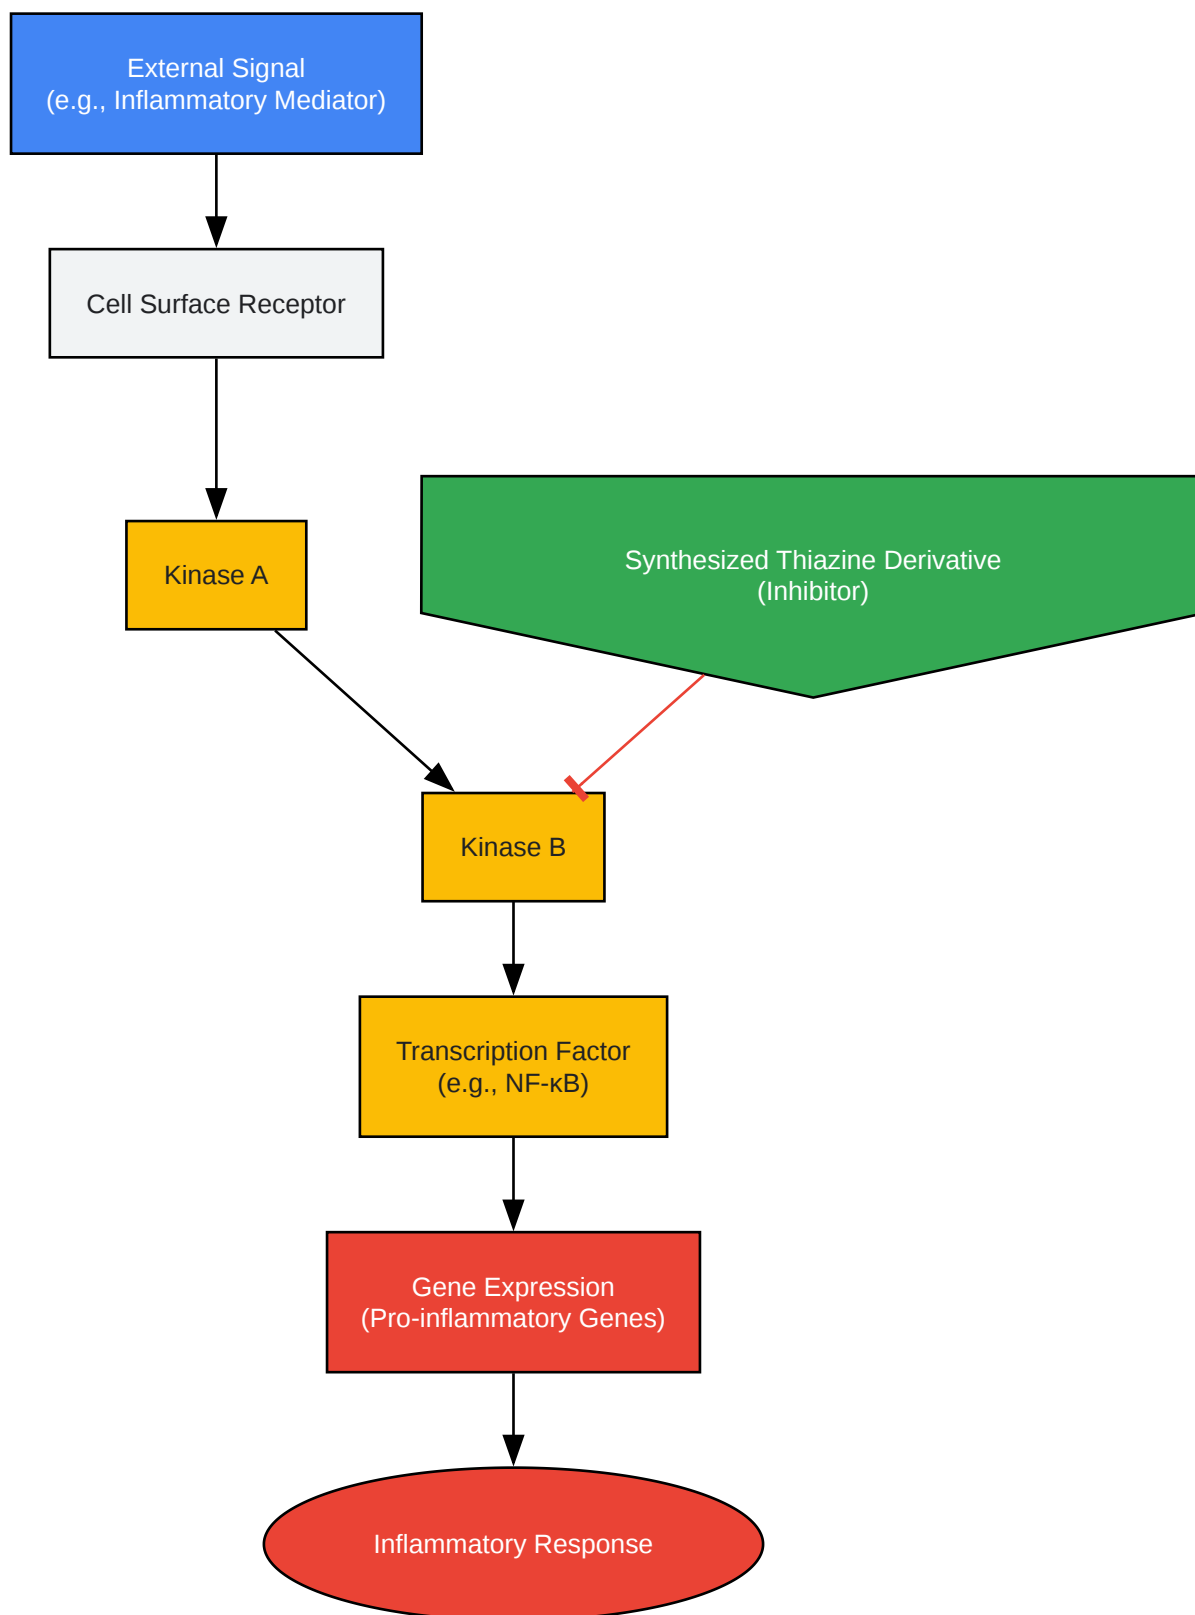 External Signal
(e.g., Inflammatory Mediator)
Cell Surface Receptor
Kinase A
Synthesized Thiazine Derivative
(Inhibitor)
Kinase B
Transcription Factor
(e.g., NF-κB)
Gene Expression
(Pro-inflammatory Genes)
Inflammatory Response